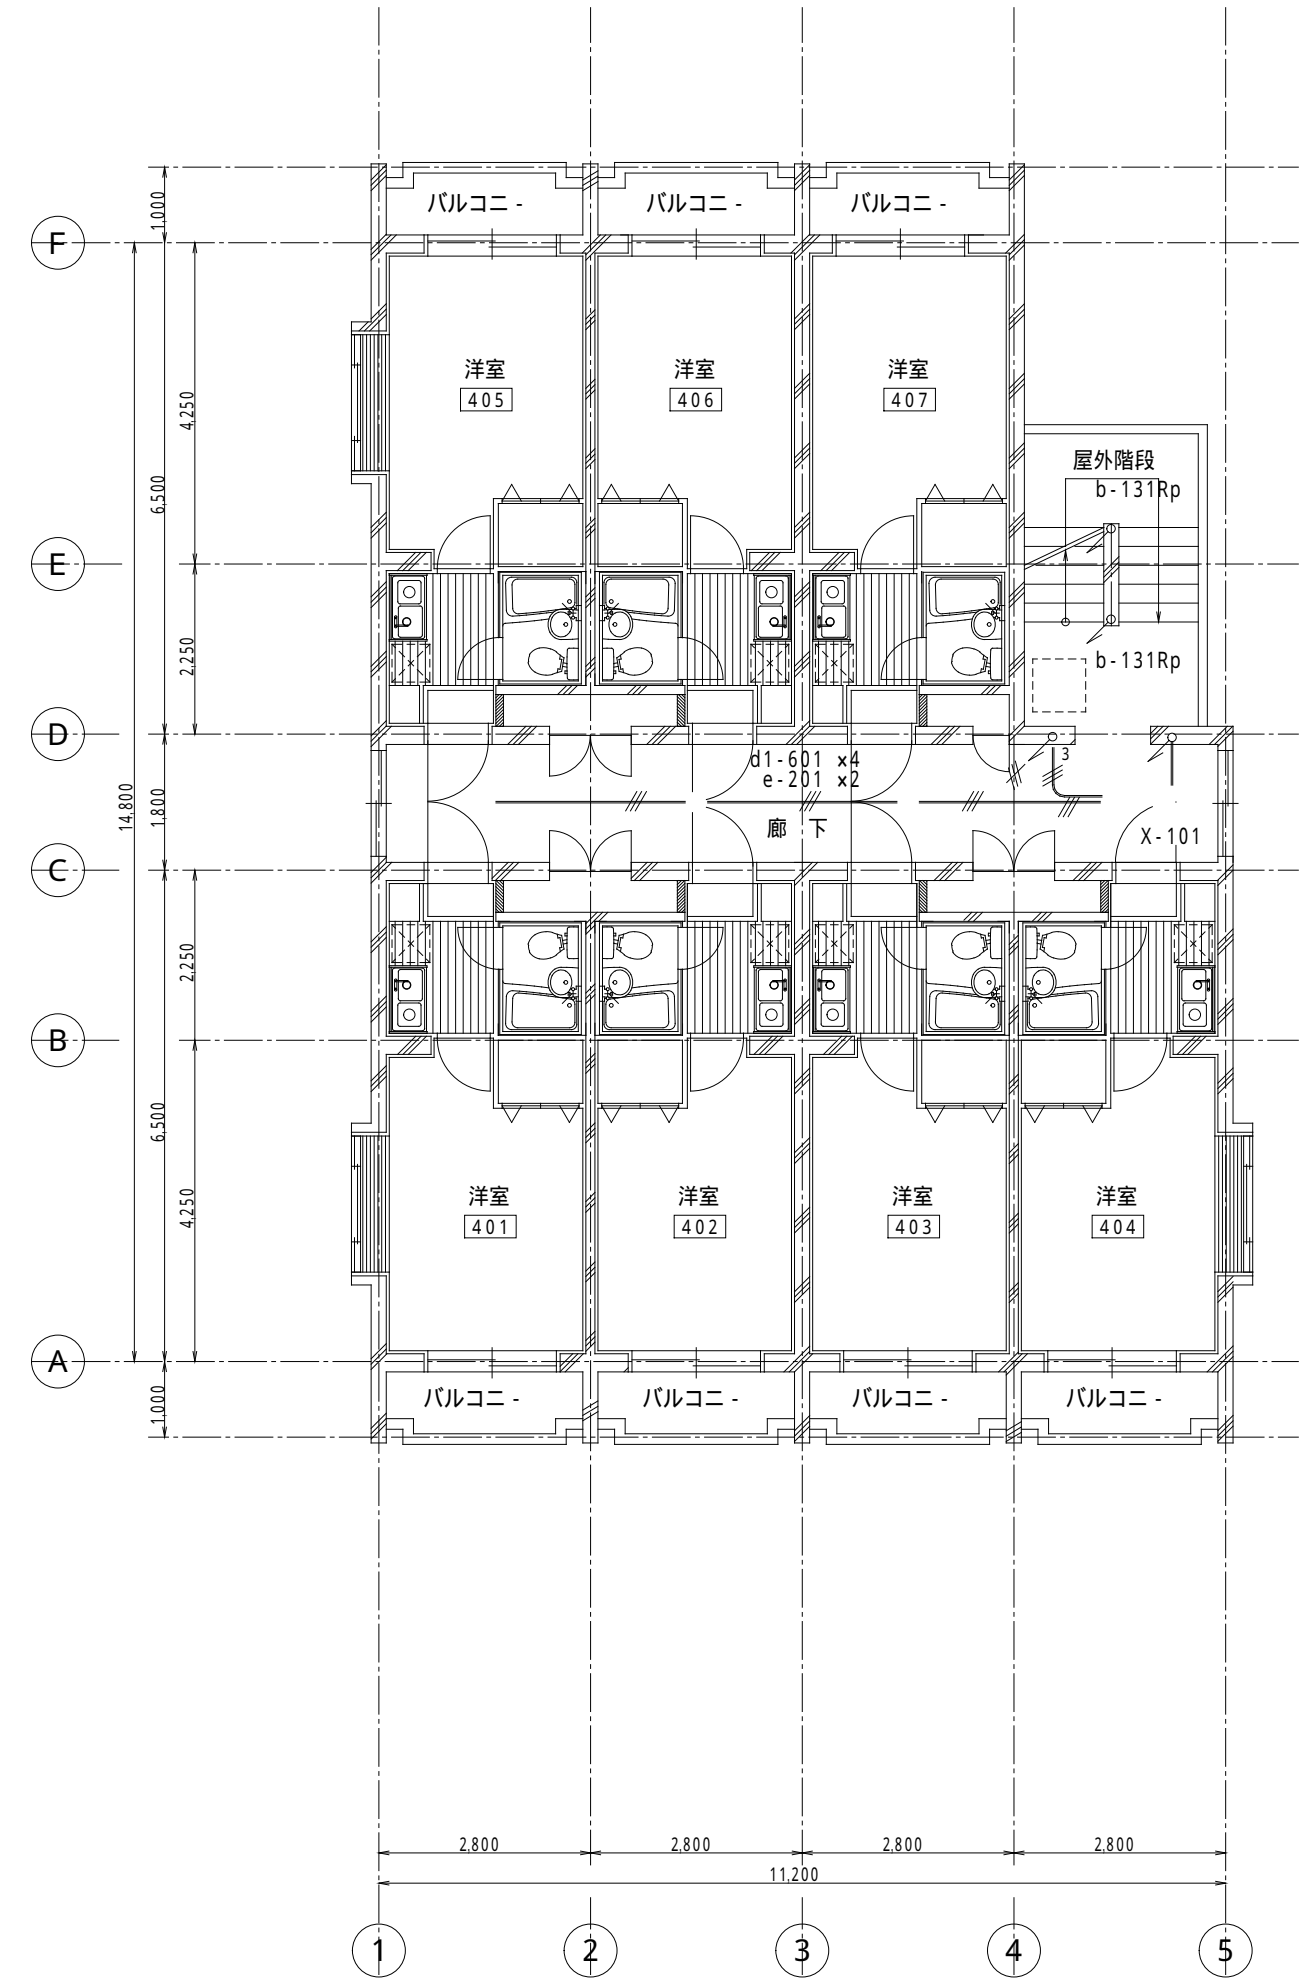 バルコニ-
バルコニ-
バルコニ-
1,000
F
洋室
405
洋室
406
洋室
407
4,250
6,500
屋外階段
b-131Rp
E
2,250
b-131Rp
D
d1-601 ×4
e-201 ×2
3
14,800
1,800
廊 下
X-101
C
2,250
B
6,500
4,250
洋室
401
洋室
402
洋室
403
洋室
404
A
1,000
バルコニ-
バルコニ-
バルコニ-
バルコニ-
2,800
2,800
2,800
2,800
11,200
1
2
3
4
5